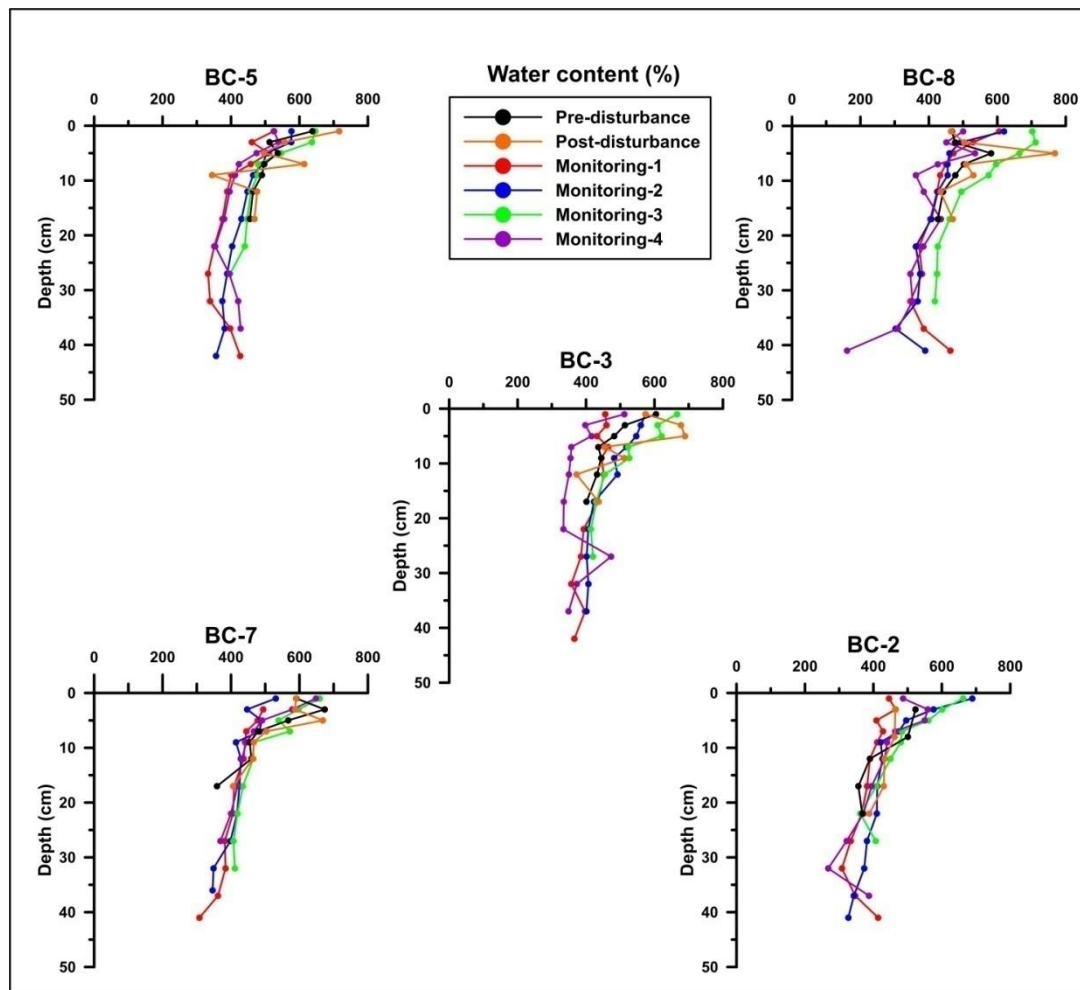 BC-5
0 200 400 600 800
0
10
20
30
40
50
Depth (cm)
Water content (%)
Pre-disturbance
Post-disturbance
Monitoring-1
Monitoring-2
Monitoring-3
Monitoring-4
BC-8
0 200 400 600 800
0
10
20
30
40
50
Depth (cm)
BC-3
0 200 400 600 800
0
10
20
30
40
50
Depth (cm)
BC-7
0 200 400 600 800
0
10
20
30
40
50
Depth (cm)
BC-2
0 200 400 600 800
0
10
20
30
40
50
Depth (cm)